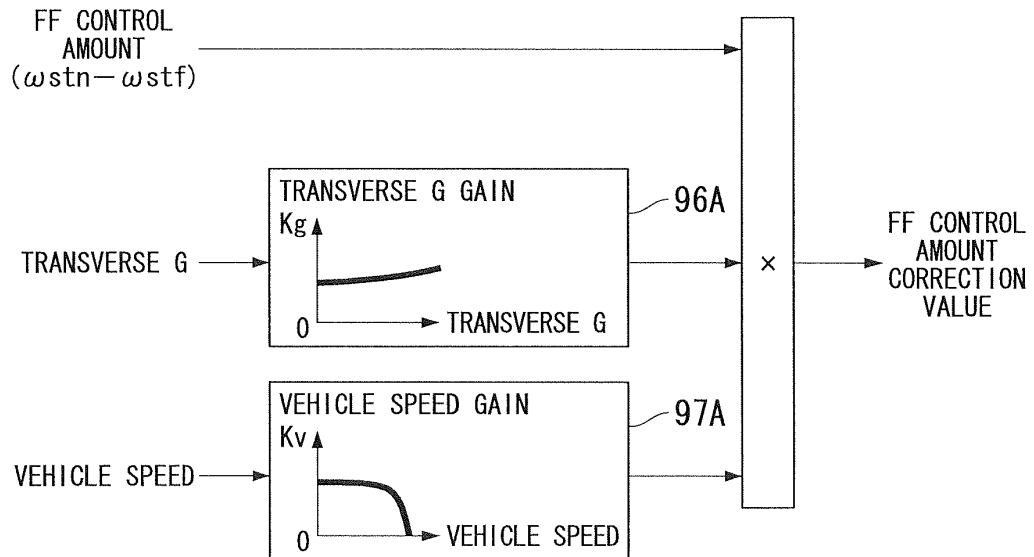 FF CONTROL
AMOUNT
(ωstn－ωstf)
TRANSVERSE G GAIN
Kg
0
TRANSVERSE G
96A
TRANSVERSE G
×
FF CONTROL
AMOUNT
CORRECTION
VALUE
VEHICLE SPEED GAIN
Kv
0
VEHICLE SPEED
97A
VEHICLE SPEED